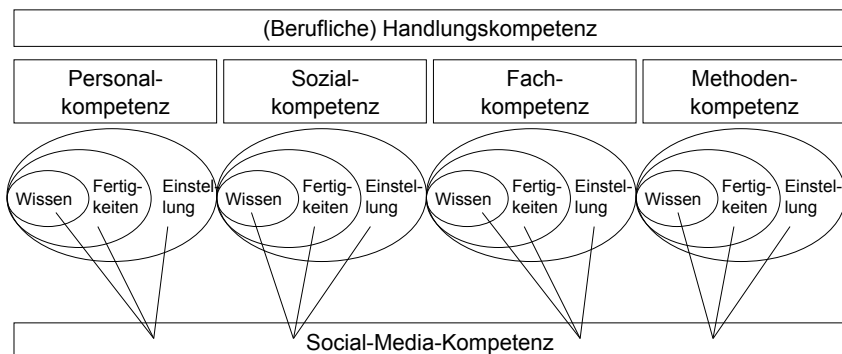 (Berufliche) Handlungskompetenz
Personal-
kompetenz
Sozial-
kompetenz
Fach-
kompetenz
Methoden-
kompetenz
Wissen
Fertig-
keiten
Einstel-
lung
Wissen
Fertig-
keiten
Einstel-
lung
Wissen
Fertig-
keiten
Einstel-
lung
Wissen
Fertig-
keiten
Einstel-
lung
Social-Media-Kompetenz